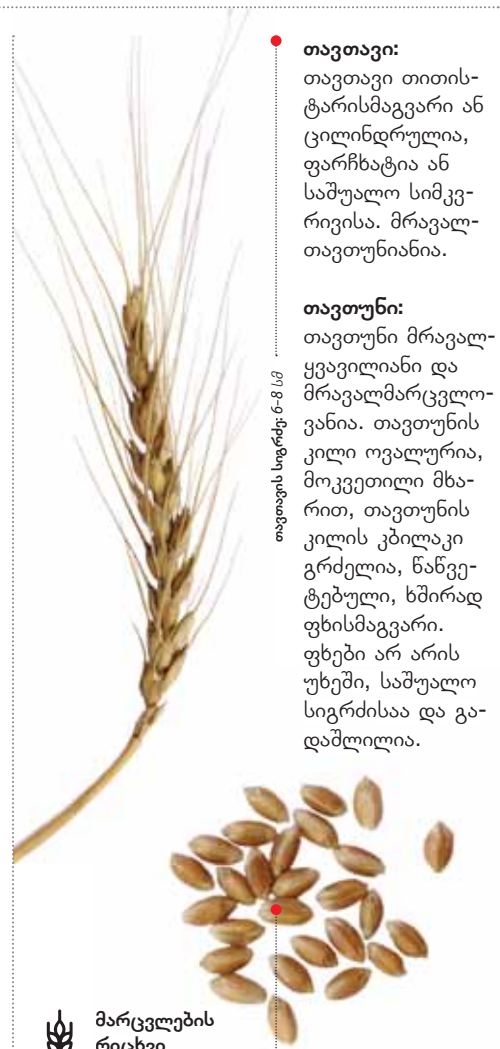 თავთავი:
თავთავი თითის-
ტარისმაგვარი ან
ცილინდრულია,
ფარჩხატია ან
საშუალო სიმკვ-
რივისა. მრავალ-
თავთუნიანია.
თავთუნი:
თავთუნი მრავალ-
ყვავილიანი და
მრავალმარცვლო-
ვანია. თავთუნის
კილი ოვალურია,
მოკვეთილი მხა-
რით, თავთუნის
კილის კბილაკი
გრძელია, წაწვე-
ტებული, ხშირად
ფხისმაგვარი.
ფხები არ არის
უხეში, საშუალო
სიგრძისაა და გა-
დაშლილია.
თავთავის სიგრძე: 6-8 სმ
მარცვლების
რიცხვი